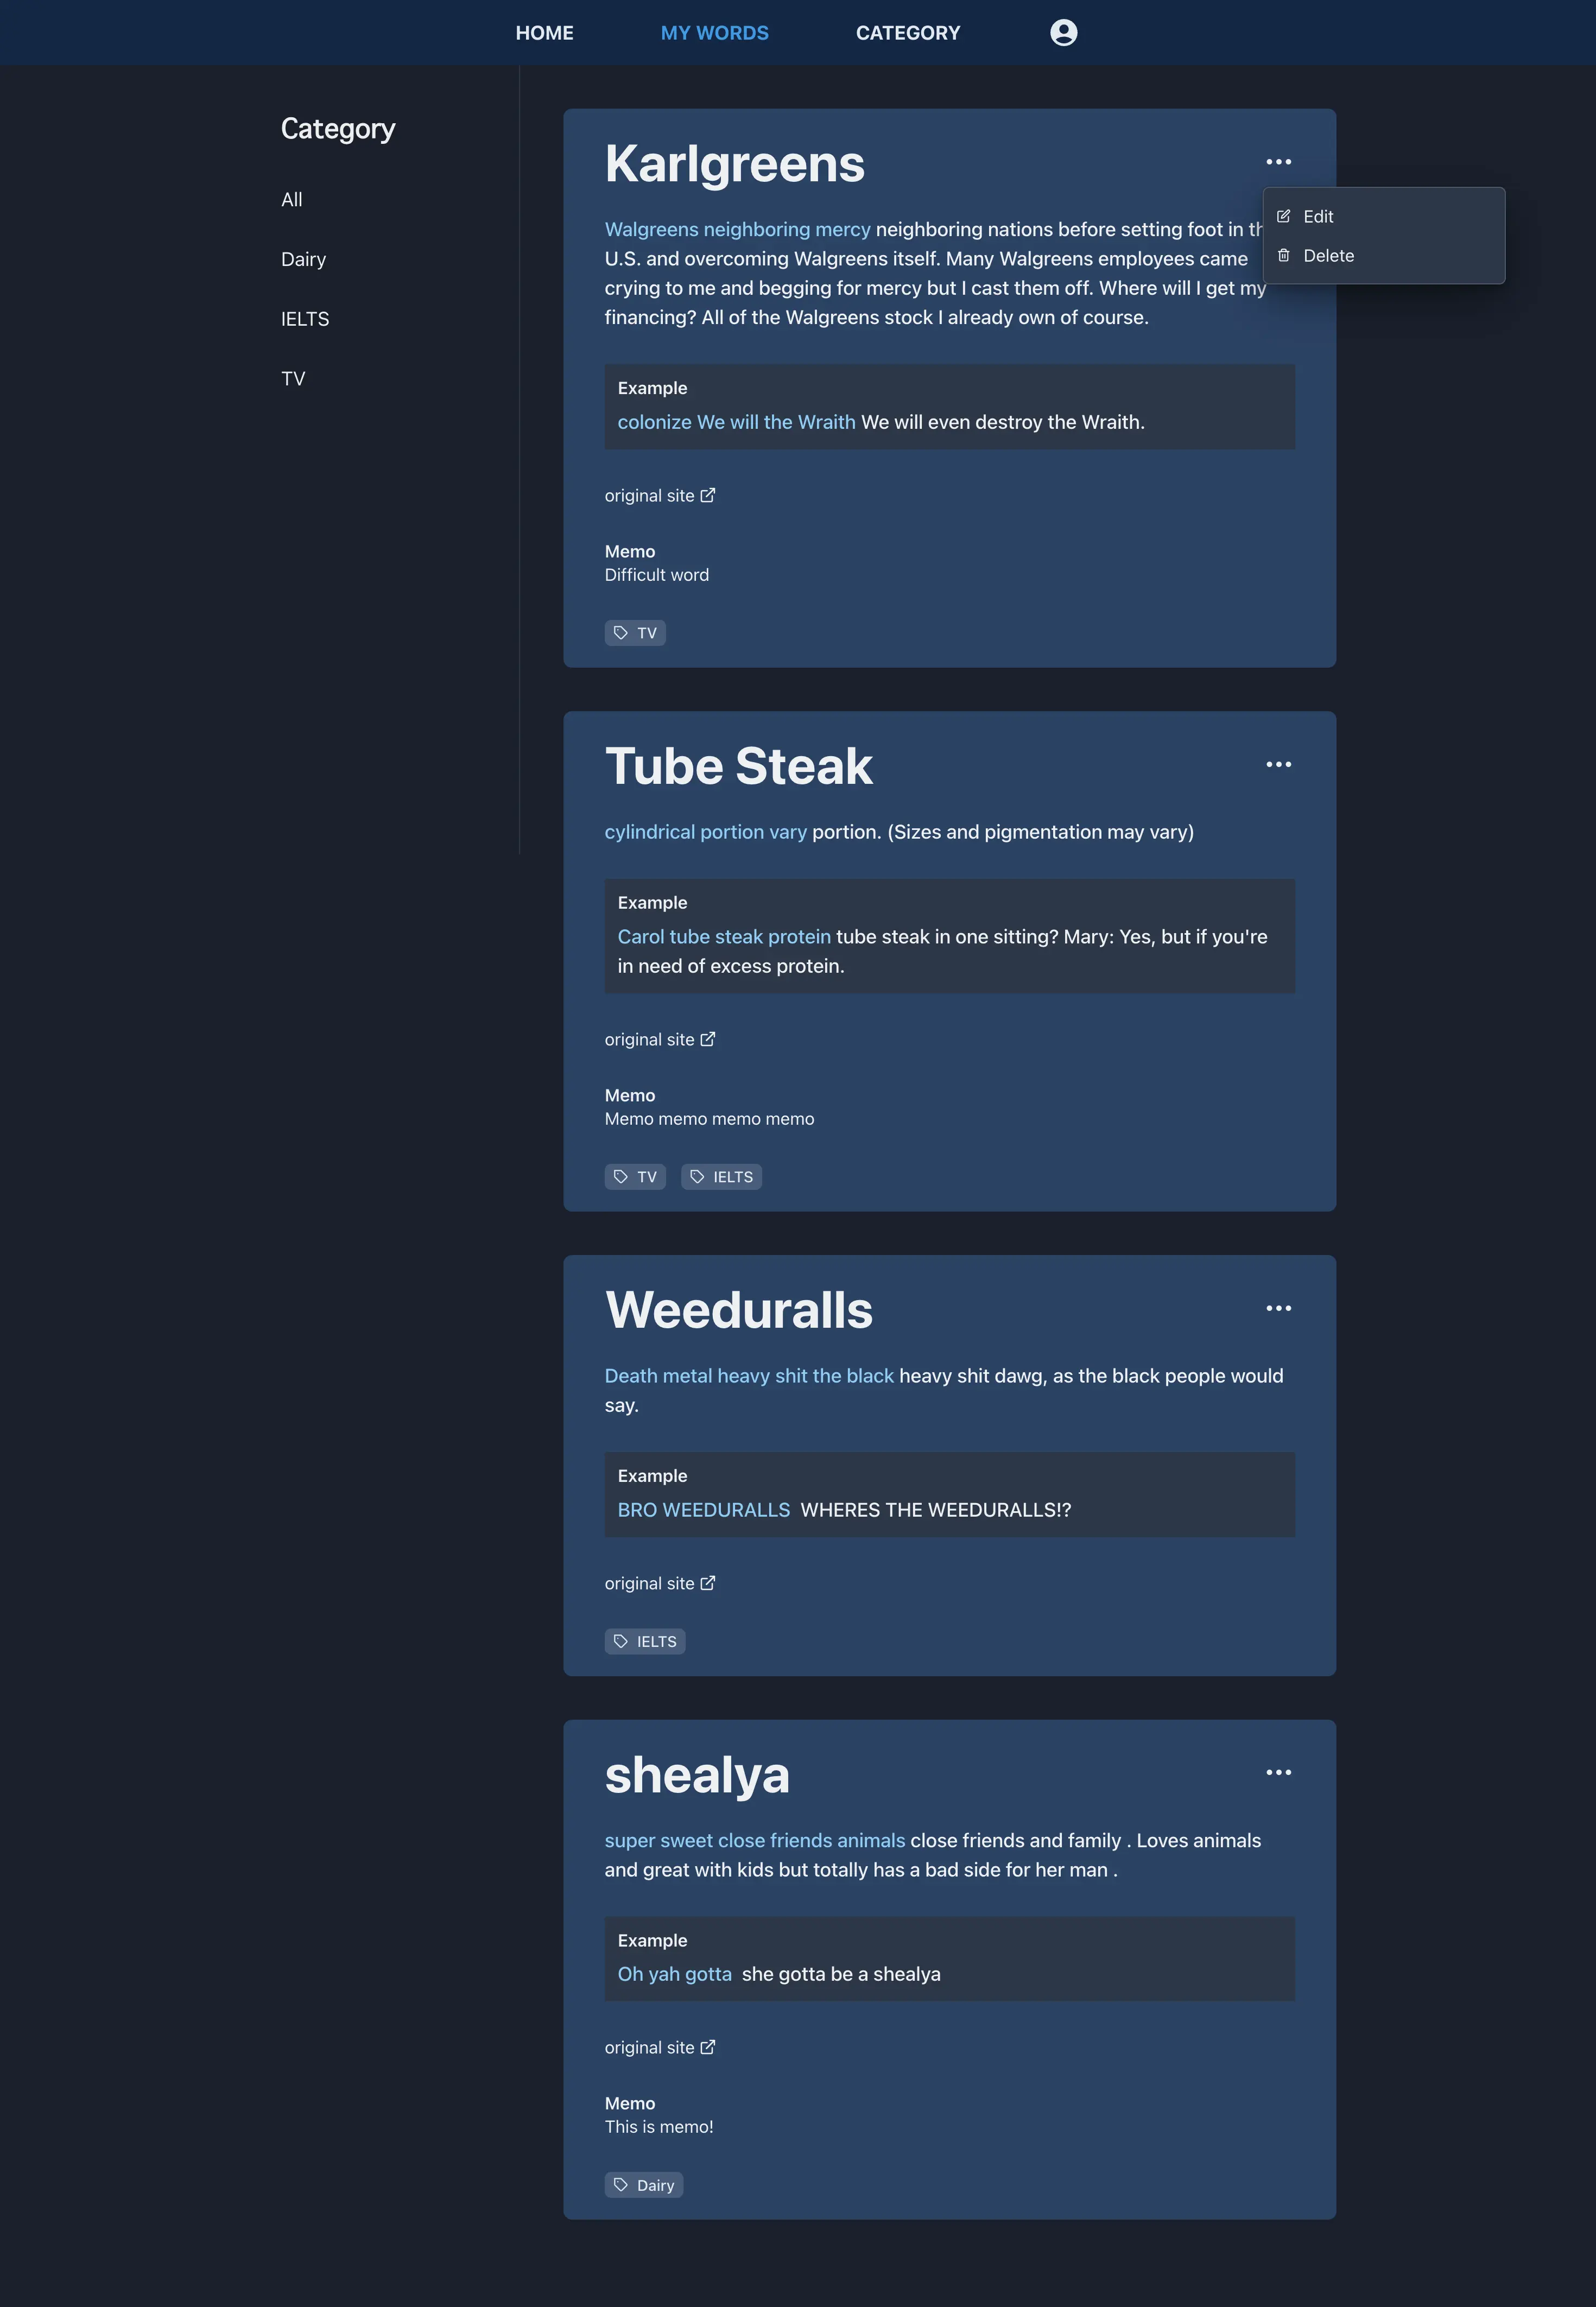 HOME
MY WORDS
CATEGORY
Category
All
Dairy
IELTS
TV
Karlgreens
Walgreens neighboring mercy neighboring nations before setting foot in
U.S. and overcoming Walgreens itself. Many Walgreens employees came
crying to me and begging for mercy but I cast them off. Where will I get my
financing? All of the Walgreens stock I already own of course.
Edit
Delete
Example
colonize We will the Wraith We will even destroy the Wraith.
original site
Memo
Difficult word
TV
Tube Steak
cylindrical portion vary portion. (Sizes and pigmentation may vary)
Example
Carol tube steak protein tube steak in one sitting? Mary: Yes, but if you're
in need of excess protein.
original site
Memo
Memo memo memo memo
TV
IELTS
Weeduralls
Death metal heavy shit the black heavy shit dawg, as the black people would
say.
Example
BRO WEEDURALLS WHERES THE WEEDURALLS!?
original site
IELTS
shealya
super sweet close friends animals close friends and family . Loves animals
and great with kids but totally has a bad side for her man .
Example
Oh yah gotta she gotta be a shealya
original site
Memo
This is memo!
Dairy